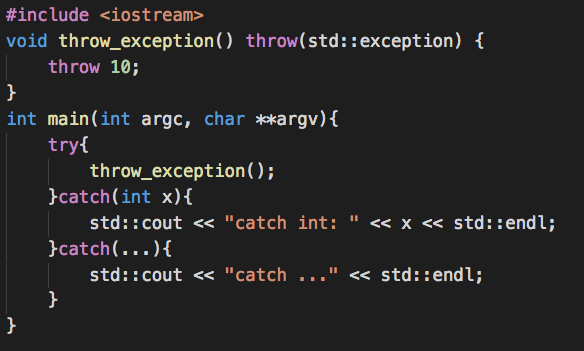 #include <iostream>
void throw_exception() throw(std::exception) {
    throw 10;
}
int main(int argc, char **argv){
    try{
        throw_exception();
    }catch(int x){
        std::cout << "catch int: " << x << std::endl;
    }catch(...){
        std::cout << "catch ..." << std::endl;
    }
}